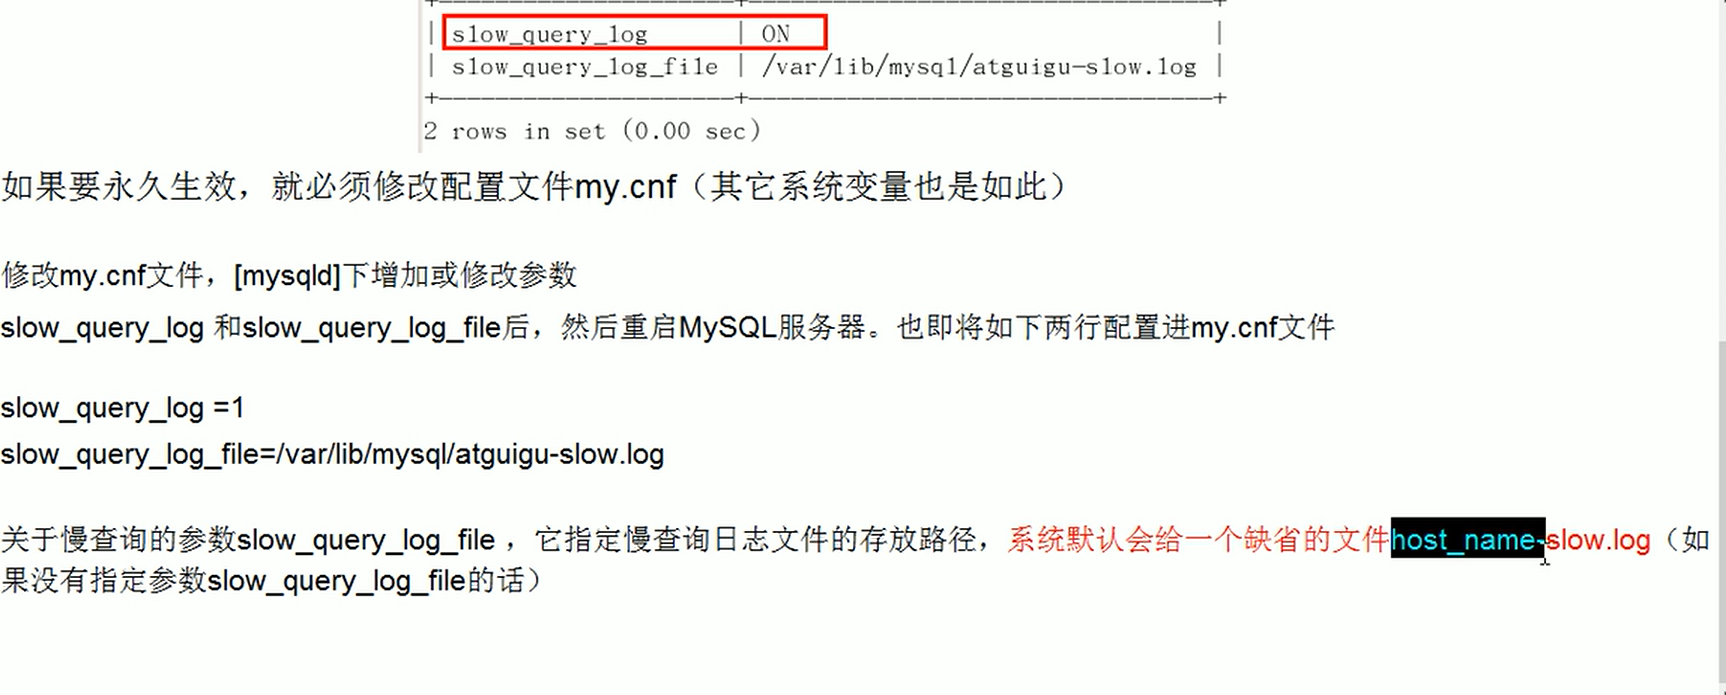 | slow_query_log | ON |
| slow_query_log_file | /var/lib/mysql/atguigu-slow.log |
2 rows in set (0.00 sec)
如果要永久生效，就必须修改配置文件my.cnf（其它系统变量也是如此）
修改my.cnf文件，[mysqld]下增加或修改参数
slow_query_log 和slow_query_log_file后，然后重启MySQL服务器。也即将如下两行配置进my.cnf文件
slow_query_log =1
slow_query_log_file=/var/lib/mysql/atguigu-slow.log
关于慢查询的参数slow_query_log_file ，它指定慢查询日志文件的存放路径，系统默认会给一个缺省的文件host_name-slow.log（如
果没有指定参数slow_query_log_file的话）